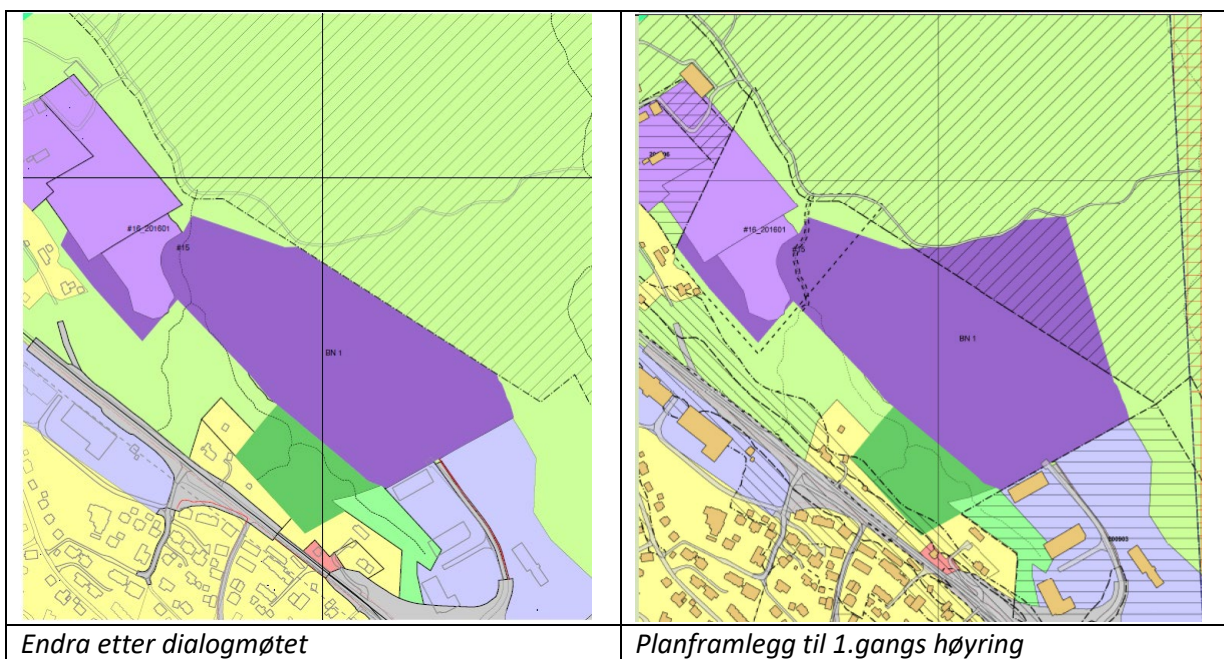 #16_201601
#15
BN 1
#16_201601
BN 1
Endra etter dialogmøtet
Planframlegg til 1.gangs høyring